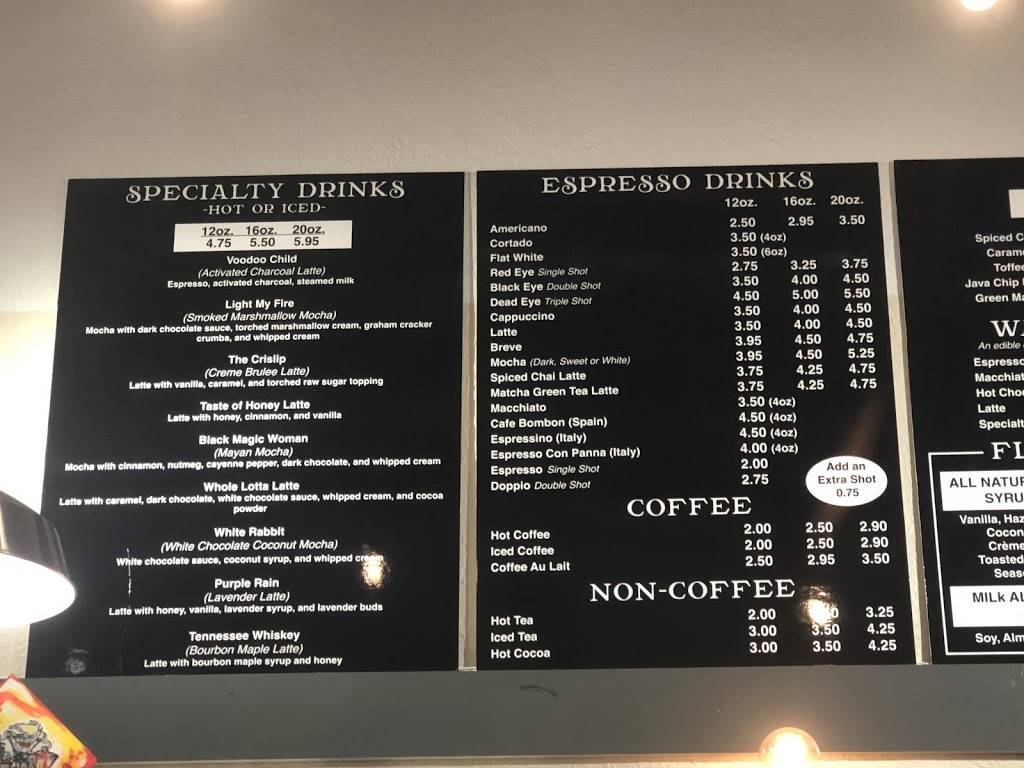 SPECIALTY DRINKS
-HOT OR ICED-
12oz. 16oz. 20oz.
4.75 5.50 5.95
Voodoo Child
(Activated Charcoal Latte)
Espresso, activated charcoal, steamed milk
Light My Fire
(Smoked Marshmallow Mocha)
Mocha with dark chocolate sauce, torched marshmallow cream, graham cracker
crumbs, and whipped cream
The Crislip
(Creme Brulee Latte)
Latte with vanilla, caramel, and torched raw sugar topping
Taste of Honey Latte
Latte with honey, cinnamon, and vanilla
Black Magic Woman
(Mayan Mocha)
Mocha with cinnamon, nutmeg, cayenne pepper, dark chocolate, and whipped cream
Whole Lotta Latte
Latte with caramel, dark chocolate, white chocolate sauce, whipped cream, and cocoa
powder
White Rabbit
(White Chocolate Coconut Mocha)
White chocolate sauce, coconut syrup, and whipped cream
Purple Rain
(Lavender Latte)
Latte with honey, vanilla, lavender syrup, and lavender buds
Tennessee Whiskey
(Bourbon Maple Latte)
Latte with bourbon maple syrup and honey
ESPRESSO DRINKS
12oz. 16oz. 20oz.
Americano 2.50 2.95 3.50
Cortado 3.50 (4oz)
Flat White 3.50 (6oz)
Red Eye Single Shot 2.75 3.25 3.75
Black Eye Double Shot 3.50 4.00 4.50
Dead Eye Triple Shot 4.50 5.00 5.50
Cappuccino 3.50 4.00 4.50
Latte 3.50 4.00 4.50
Breve 3.95 4.50 4.75
Mocha (Dark, Sweet or White) 3.95 4.50 5.25
Spiced Chai Latte 3.75 4.25 4.75
Matcha Green Tea Latte 3.75 4.25 4.75
Macchiato 3.50 (4oz)
Cafe Bombon (Spain) 4.50 (4oz)
Espressino (Italy) 4.50 (4oz)
Espresso Con Panna (Italy) 4.00 (4oz)
Espresso Single Shot 2.00
Doppio Double Shot 2.75
Add an
Extra Shot
0.75
COFFEE
Hot Coffee 2.00 2.50 2.90
Iced Coffee 2.00 2.50 2.90
Coffee Au Lait 2.50 2.95 3.50
NON-COFFEE
Hot Tea 2.00 3.25
Iced Tea 3.00 3.50 4.25
Hot Cocoa 3.00 3.50 4.25
Spiced C
Carame
Toffee
Java Chip
Green Ma
An edible
Espresso
Macchiat
Hot Choc
Latte
Specialt
FL
ALL NATUR
SYRU
Vanilla, Haz
Cocon
Crème
Toasted
Seas
MILk AL
Soy, Alm